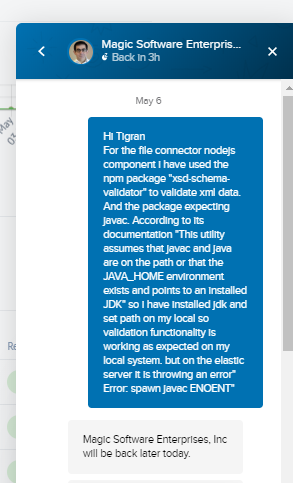 Magic Software Enterpris...
Back in 3h
May 6
May
03
Re
Hi Tigran
For the file connector nodejs
component i have used the
npm package "xsd-schema-
validator" to validate xml data.
And the package expecting
javac. According to its
documentation "This utility
assumes that javac and java
are on the path or that the
JAVA_HOME environment
exists and points to an installed
JDK" so i have installed jdk and
set path on my local so
validation functionality is
working as expected on my
local system. but on the elastic
server it is throwing an error"
Error: spawn javac ENOENT"
Magic Software Enterprises, Inc
will be back later today.